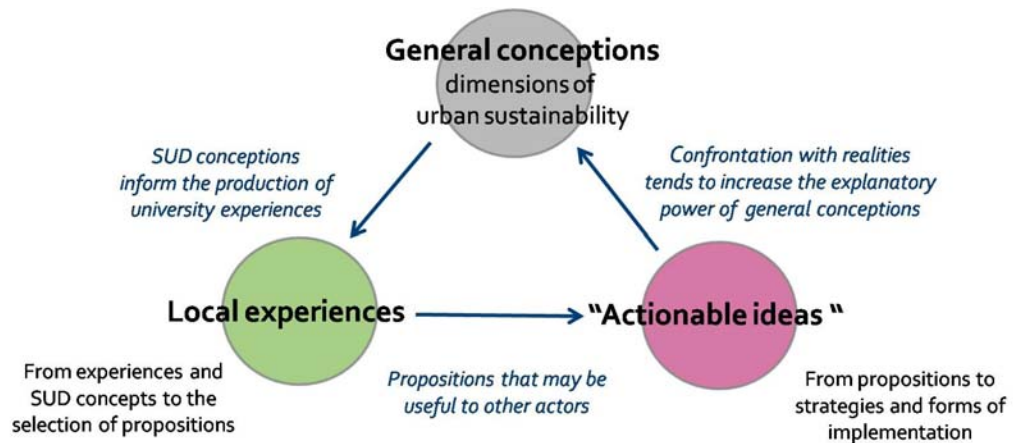 General conceptions
dimensions of
urban sustainability
SUD conceptions
inform the production of
university experiences
Confrontation with realities
tends to increase the explanatory
power of general conceptions
Local experiences
"Actionable ideas "
From experiences and
SUD concepts to the
selection of propositions
Propositions that may be
useful to other actors
From propositions to
strategies and forms of
implementation